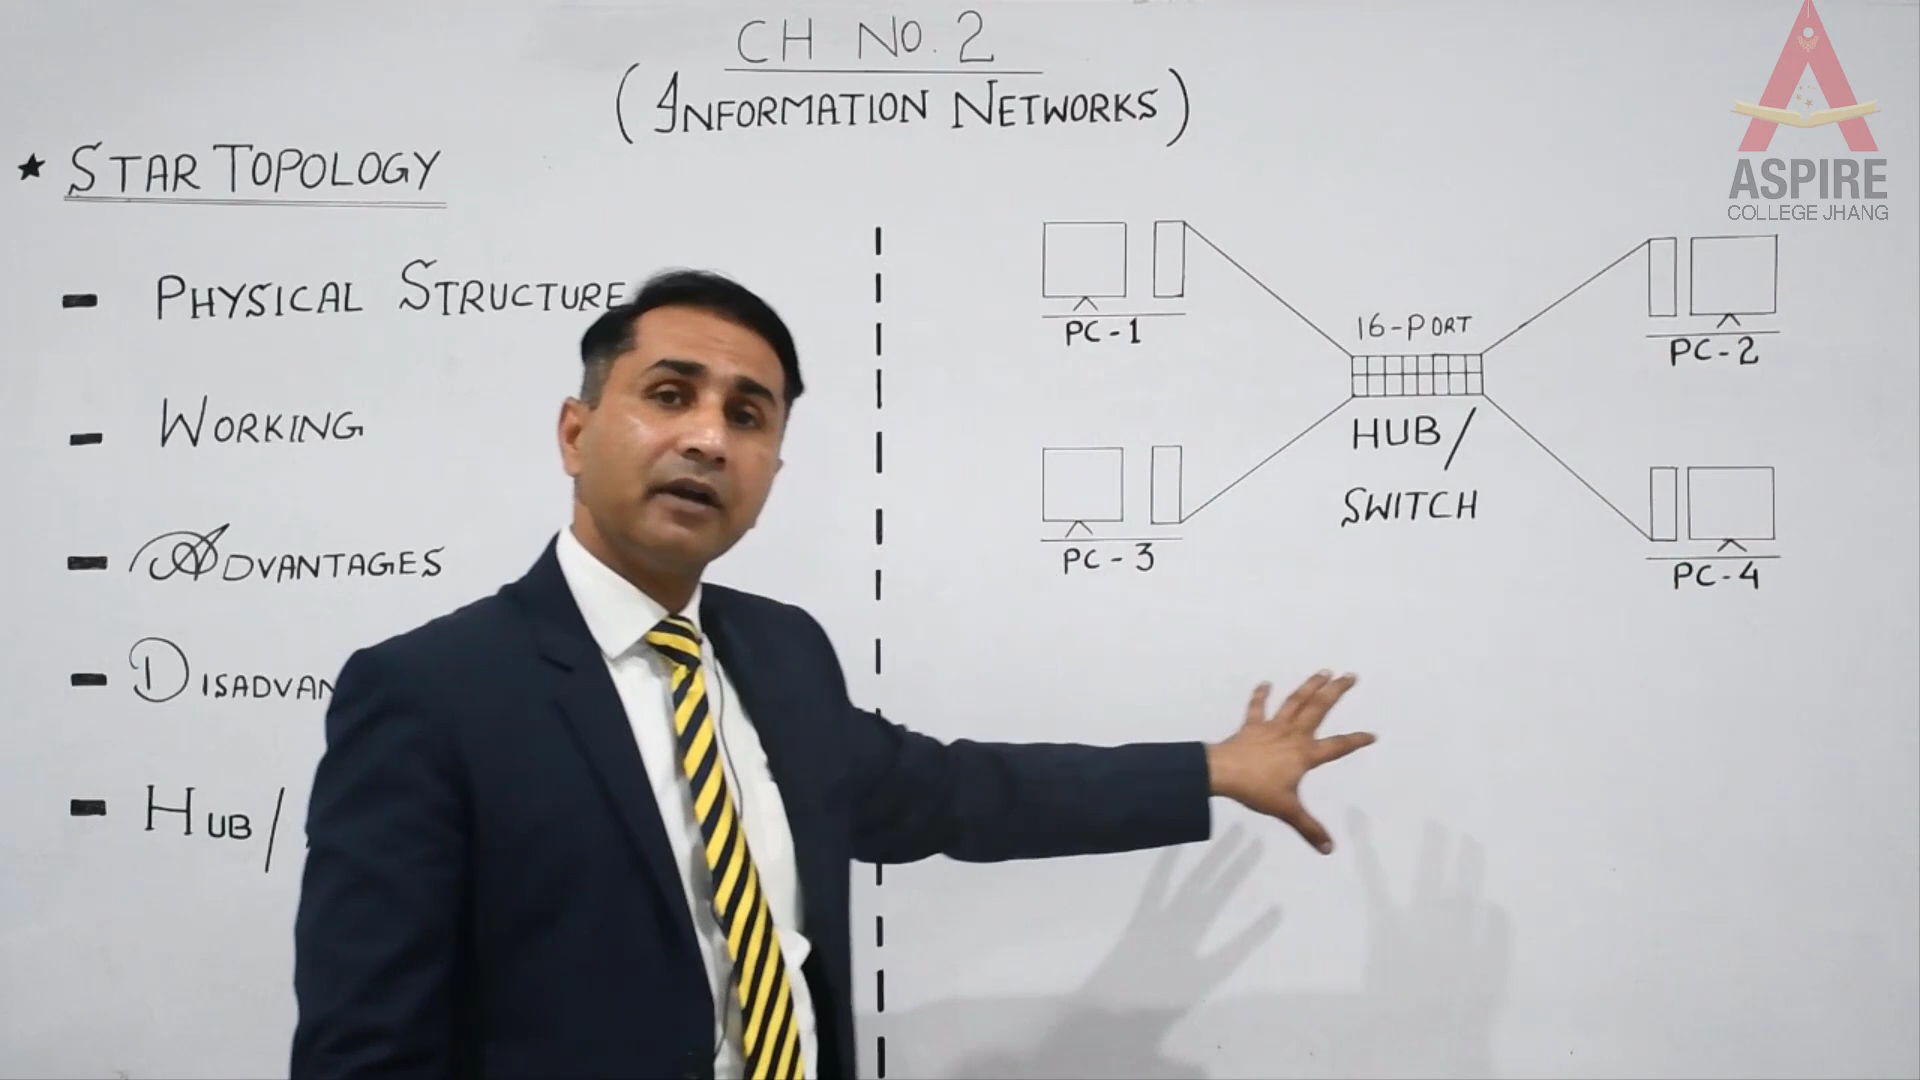 CH NO. 2
(INFORMATION NETWORKS)
★ STAR TOPOLOGY
- PHYSICAL STRUCTURE
- WORKING
- ADVANTAGES
- DISADVAN
- HUB/
PC-1
PC-2
16-PORT
HUB/
SWITCH
PC-3
PC-4
ASPIRE
COLLEGE JHANG